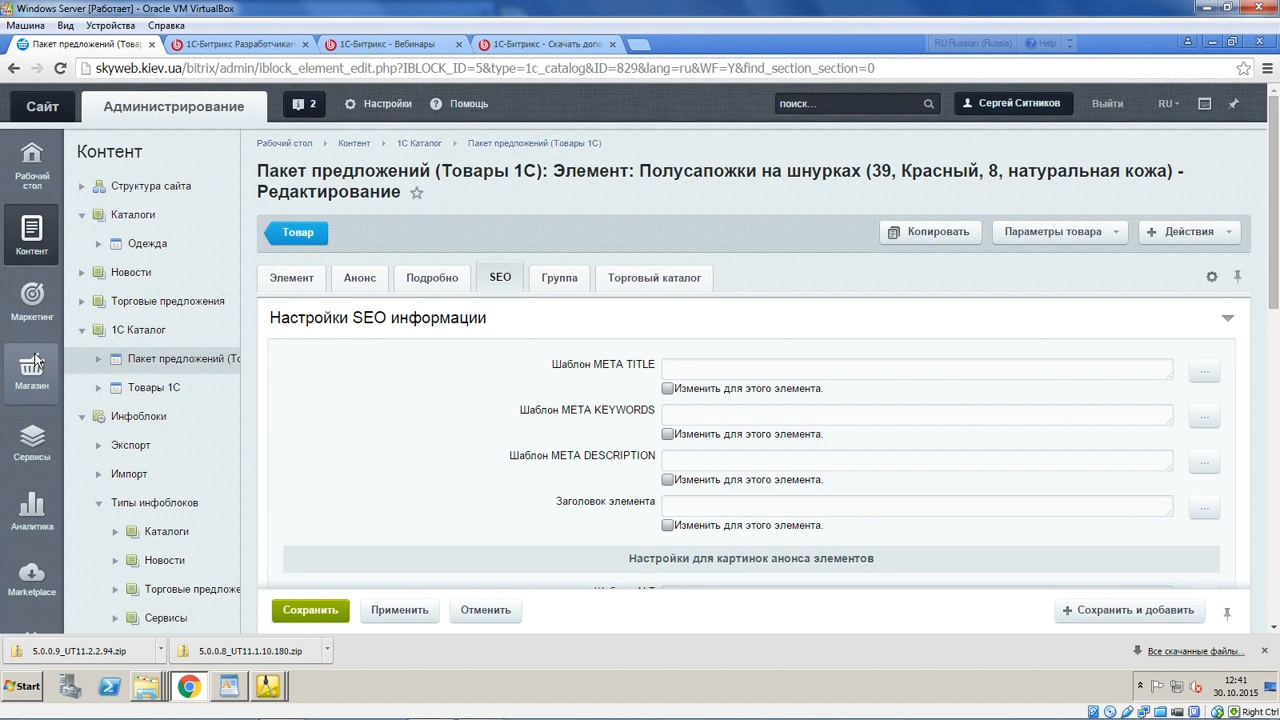 Windows Server [Работает] - Oracle VM VirtualBox
Машина Вид Устройства Справка
Пакет предложений (Това 1С-Битрикс Разработчикам 1С-Битрикс - Вебинары 1С-Битрикс - Скачать допо RU Russian (Russia) Help
skyweb.kiev.ua/bitrix/admin/iblock_element_edit.php?IBLOCK_ID=5&type=1c_catalog&ID=829&lang=ru&WF=Y&find_section_section=0
Сайт Администрирование 2 Настройки Помощь поиск... Сергей Ситников Выйти RU
Рабочий стол
Контент
Маркетинг
Магазин
Сервисы
Аналитика
Marketplace
Контент
Структура сайта
Каталоги
Одежда
Новости
Торговые предложения
1С Каталог
Пакет предложений (То
Товары 1С
Инфоблоки
Экспорт
Импорт
Типы инфоблоков
Каталоги
Новости
Торговые предложе
Сервисы
Рабочий стол Контент 1С Каталог Пакет предложений (Товары 1С)
Пакет предложений (Товары 1С): Элемент: Полусапожки на шнурках (39, Красный, 8, натуральная кожа) -
Редактирование
Товар Копировать Параметры товара Действия
Элемент Анонс Подробно SEO Группа Торговый каталог
Настройки SEO информации
Шаблон META TITLE ...
Изменить для этого элемента.
Шаблон META KEYWORDS ...
Изменить для этого элемента.
Шаблон META DESCRIPTION ...
Изменить для этого элемента.
Заголовок элемента ...
Изменить для этого элемента.
Настройки для картинок анонса элементов
Сохранить Применить Отменить Сохранить и добавить
5.0.0.9_UT11.2.2.94.zip 5.0.0.8_UT11.1.10.180.zip Все скачанные файлы...
Start 12:41
30.10.2015
Right Ctrl